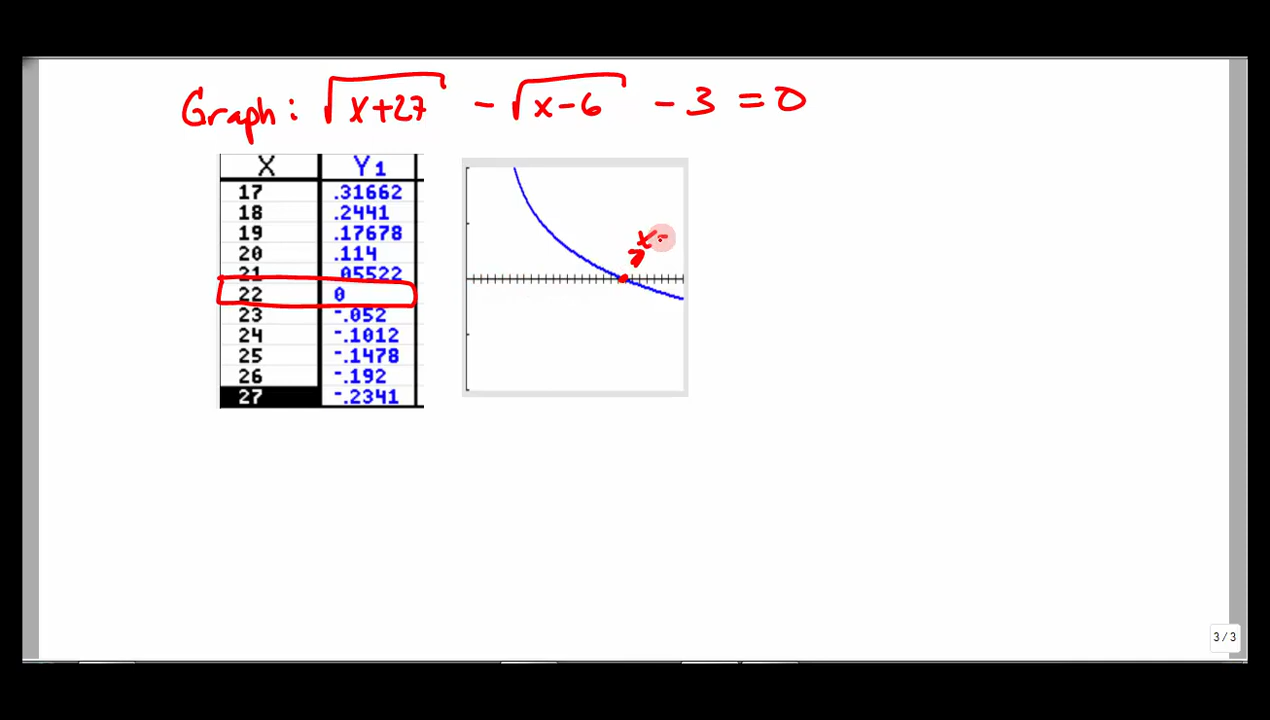 Graph: √(x+27) - √(x-6) - 3 = 0
X Y1
17 .31662
18 .2441
19 .17678
20 .114
21 .05522
22 0
23 -.052
24 -.1012
25 -.1478
26 -.192
27 -.2341
x=
3 / 3